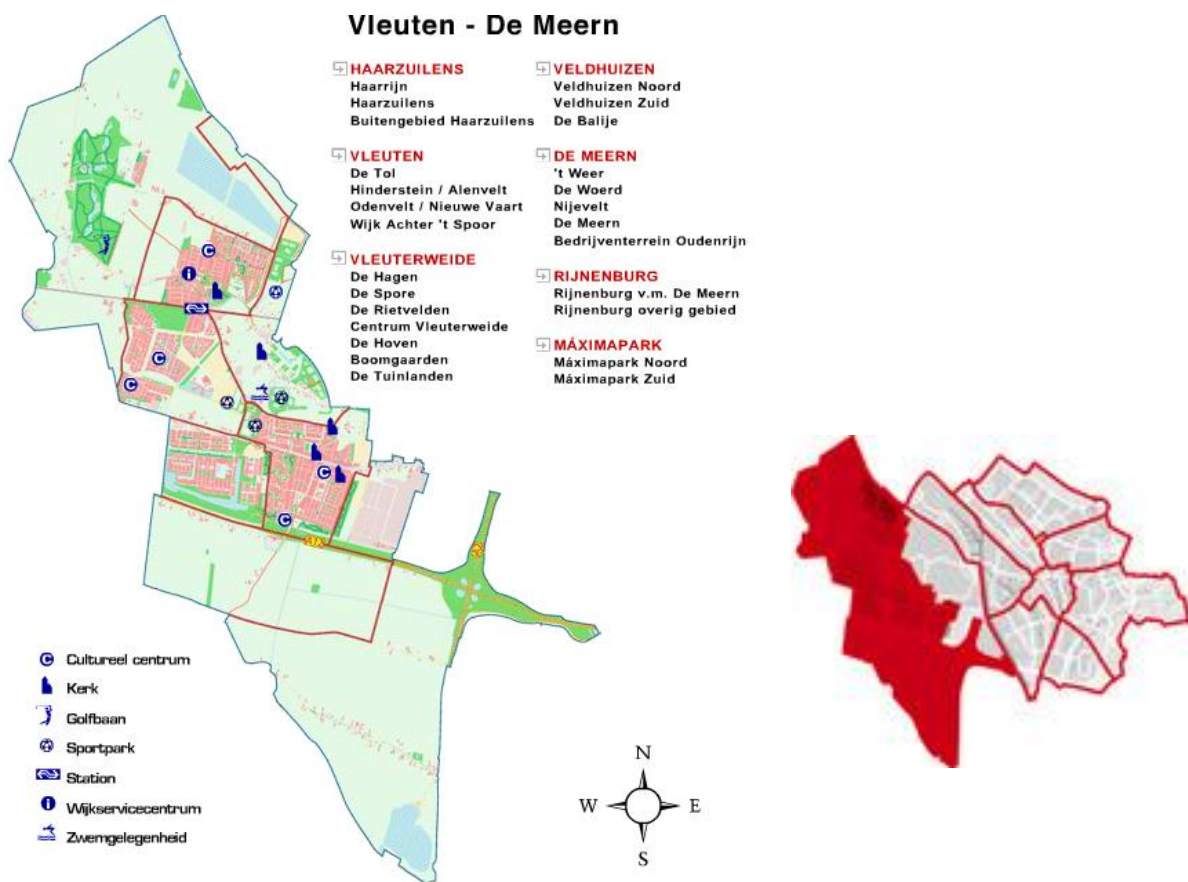 Vleuten - De Meern
HAARZUILENS
Haarrijn
Haarzuilens
Buitengebied Haarzuilens
VLEUTEN
De Tol
Hinderstein / Alenvelt
Odenvelt / Nieuwe Vaart
Wijk Achter 't Spoor
VLEUTERWEIDE
De Hagen
De Spore
De Rietvelden
Centrum Vleuterweide
De Hoven
Boomgaarden
De Tuinlanden
VELDHUIZEN
Veldhuizen Noord
Veldhuizen Zuid
De Balije
DE MEERN
't Weer
De Woerd
Nijevelt
De Meern
Bedrijventerrein Oudenrijn
RIJNENBURG
Rijnenburg v.m. De Meern
Rijnenburg overig gebied
MÁXIMAPARK
Máximapark Noord
Máximapark Zuid
C
i
C
C
C
C
C Cultureel centrum
Kerk
Golfbaan
Sportpark
Station
i Wijkservicecentrum
Zwemgelegenheid
N
W E
S